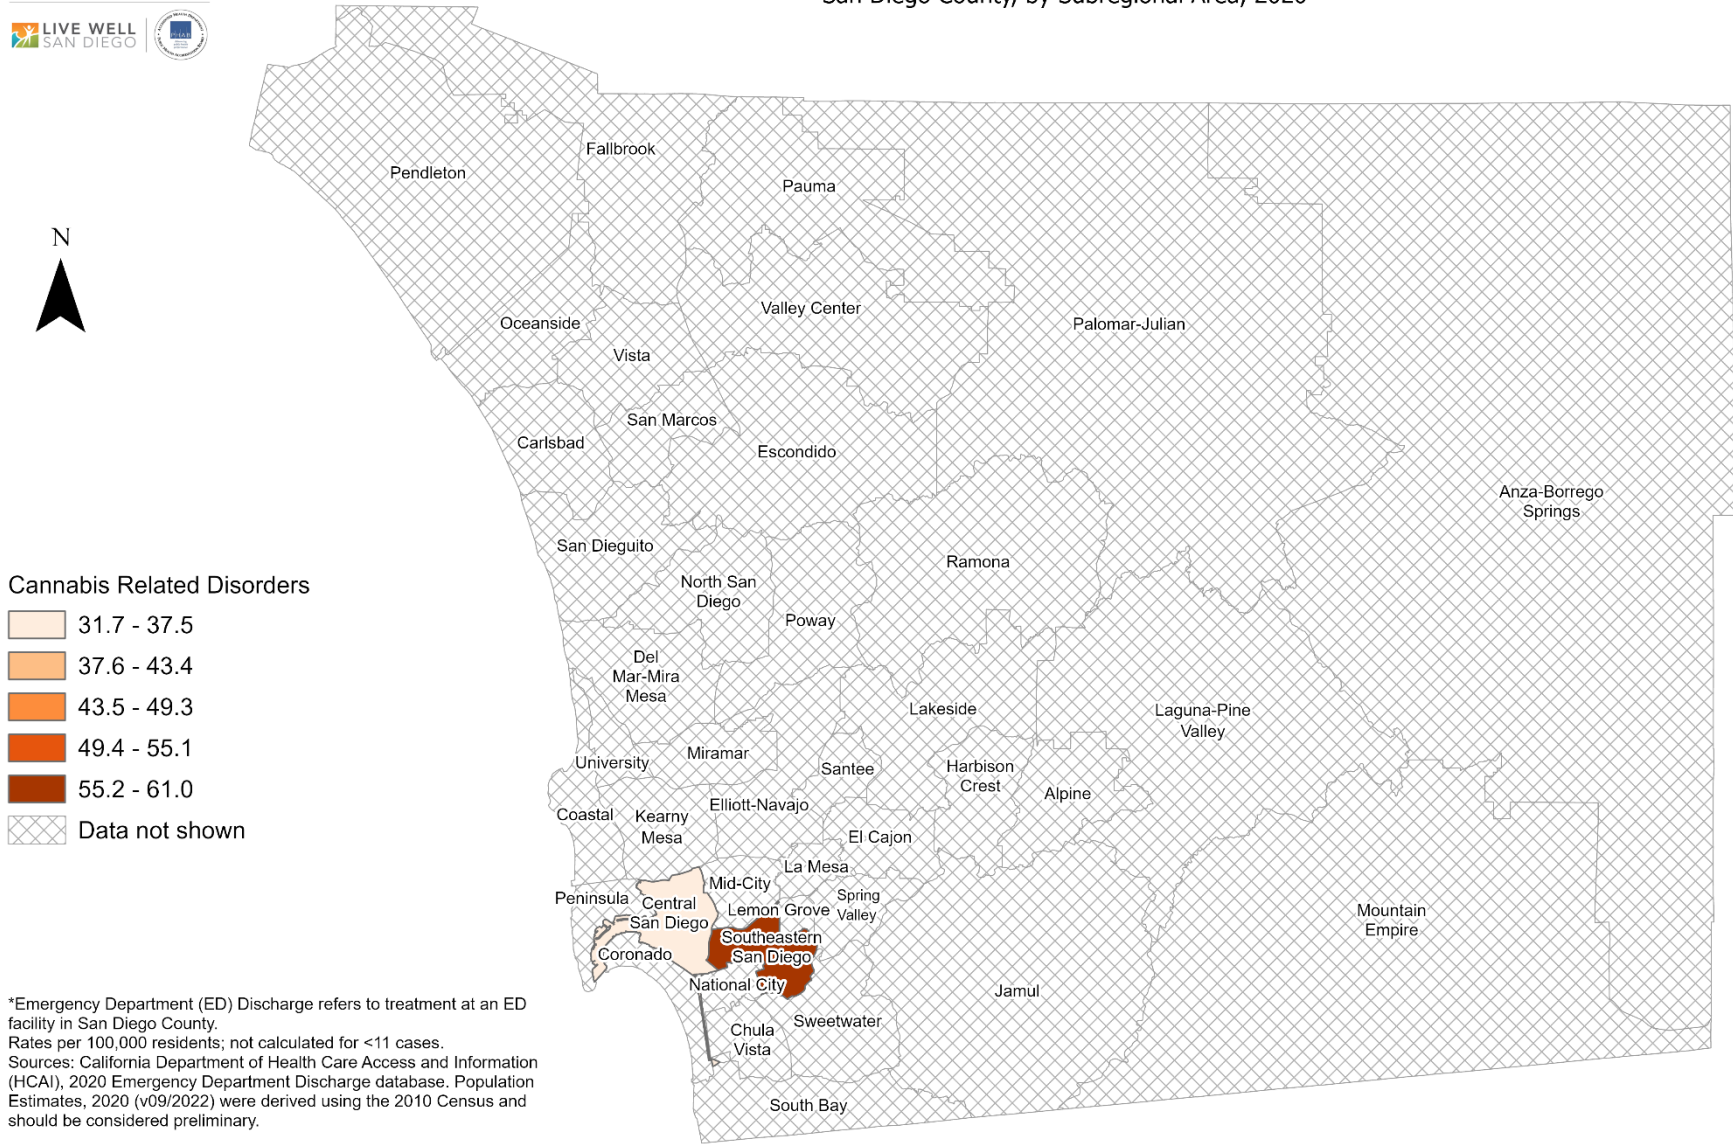 San Diego County, by Subregional Area, 2020
LIVE WELL
SAN DIEGO
PHAB
N
Pendleton
Fallbrook
Pauma
Oceanside
Valley Center
Palomar-Julian
Vista
San Marcos
Carlsbad
Escondido
Anza-Borrego
Springs
San Dieguito
Ramona
North San
Diego
Poway
Del
Mar-Mira
Mesa
Lakeside
Laguna-Pine
Valley
Miramar
University
Santee
Harbison
Crest
Alpine
Coastal
Kearny
Mesa
Elliott-Navajo
El Cajon
La Mesa
Mid-City
Peninsula
Central
San Diego
Spring
Valley
Lemon Grove
Southeastern
San Diego
Coronado
National City
Mountain
Empire
Jamul
Sweetwater
Chula
Vista
South Bay
Cannabis Related Disorders
31.7 - 37.5
37.6 - 43.4
43.5 - 49.3
49.4 - 55.1
55.2 - 61.0
Data not shown
*Emergency Department (ED) Discharge refers to treatment at an ED
facility in San Diego County.
Rates per 100,000 residents; not calculated for <11 cases.
Sources: California Department of Health Care Access and Information
(HCAI), 2020 Emergency Department Discharge database. Population
Estimates, 2020 (v09/2022) were derived using the 2010 Census and
should be considered preliminary.